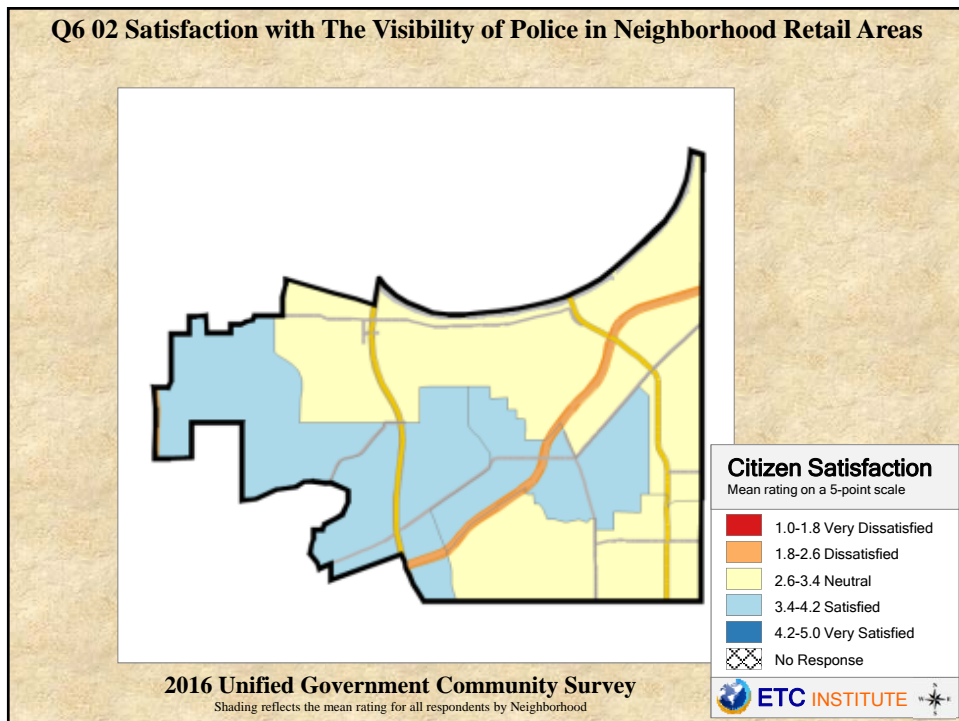 Q6 02 Satisfaction with The Visibility of Police in Neighborhood Retail Areas
Citizen Satisfaction
Mean rating on a 5-point scale
1.0-1.8 Very Dissatisfied
1.8-2.6 Dissatisfied
2.6-3.4 Neutral
3.4-4.2 Satisfied
4.2-5.0 Very Satisfied
No Response
2016 Unified Government Community Survey
Shading reflects the mean rating for all respondents by Neighborhood
ETC INSTITUTE
N
W E
S